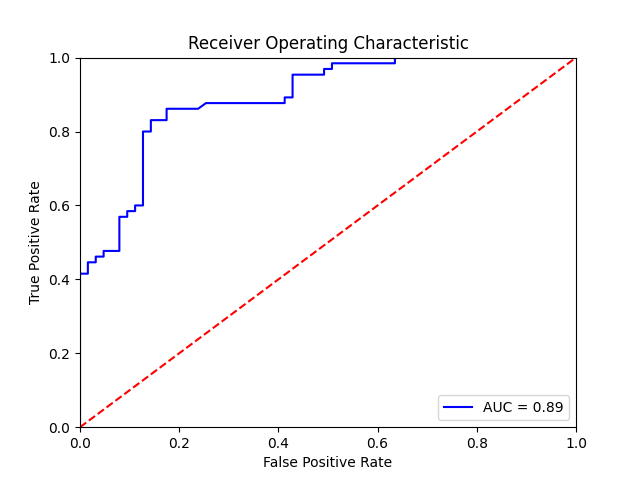 Receiver Operating Characteristic
1.0
0.8
0.6
0.4
0.2
0.0
True Positive Rate
AUC = 0.89
0.0 0.2 0.4 0.6 0.8 1.0
False Positive Rate